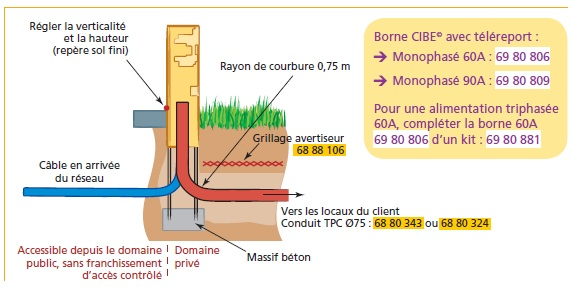 Régler la verticalité
et la hauteur
(repère sol fini)
Rayon de courbure 0,75 m
Grillage avertiseur
68 88 106
Câble en arrivée
du réseau
Vers les locaux du client
Conduit TPC Ø75 : 68 80 343 ou 68 80 324
Massif béton
Accessible depuis le domaine
public, sans franchissement
d'accès contrôlé
Domaine
privé
Borne CIBE® avec téléreport :
→ Monophasé 60A : 69 80 806
→ Monophasé 90A : 69 80 809
Pour une alimentation triphasée
60A, compléter la borne 60A
69 80 806 d'un kit : 69 80 881